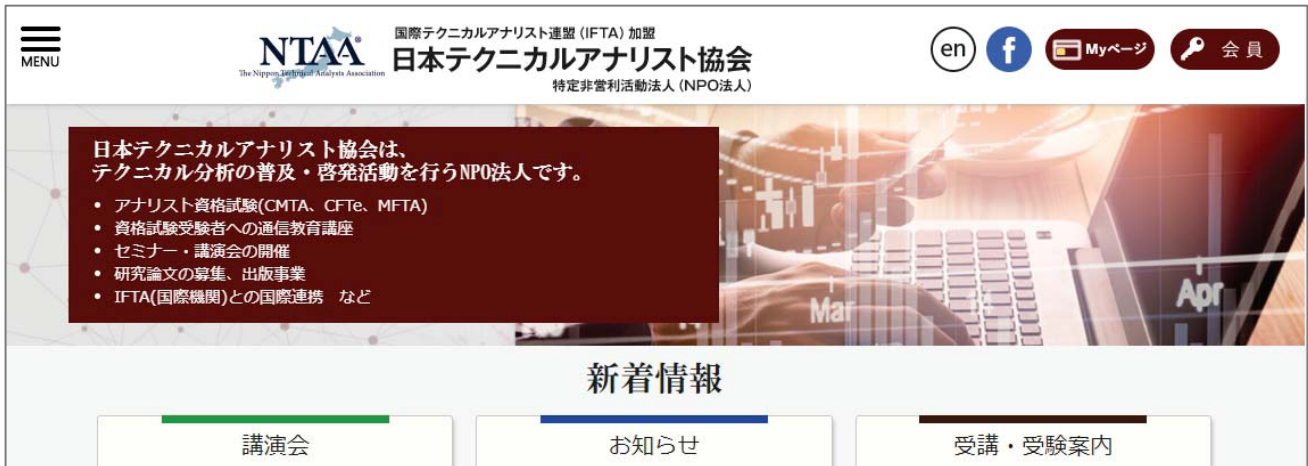 MENU
NTAA
The Nippon Technical Analysts Association
国際テクニカルアナリスト連盟 (IFTA) 加盟
日本テクニカルアナリスト協会
特定非営利活動法人 (NPO法人)
en
f
Myページ
会員
日本テクニカルアナリスト協会は、
テクニカル分析の普及・啓発活動を行うNPO法人です。
• アナリスト資格試験(CMTA、CFTe、MFTA)
• 資格試験受験者への通信教育講座
• セミナー・講演会の開催
• 研究論文の募集、出版事業
• IFTA(国際機関)との国際連携 など
Mar
14
Apr
新着情報
講演会
お知らせ
受講・受験案内